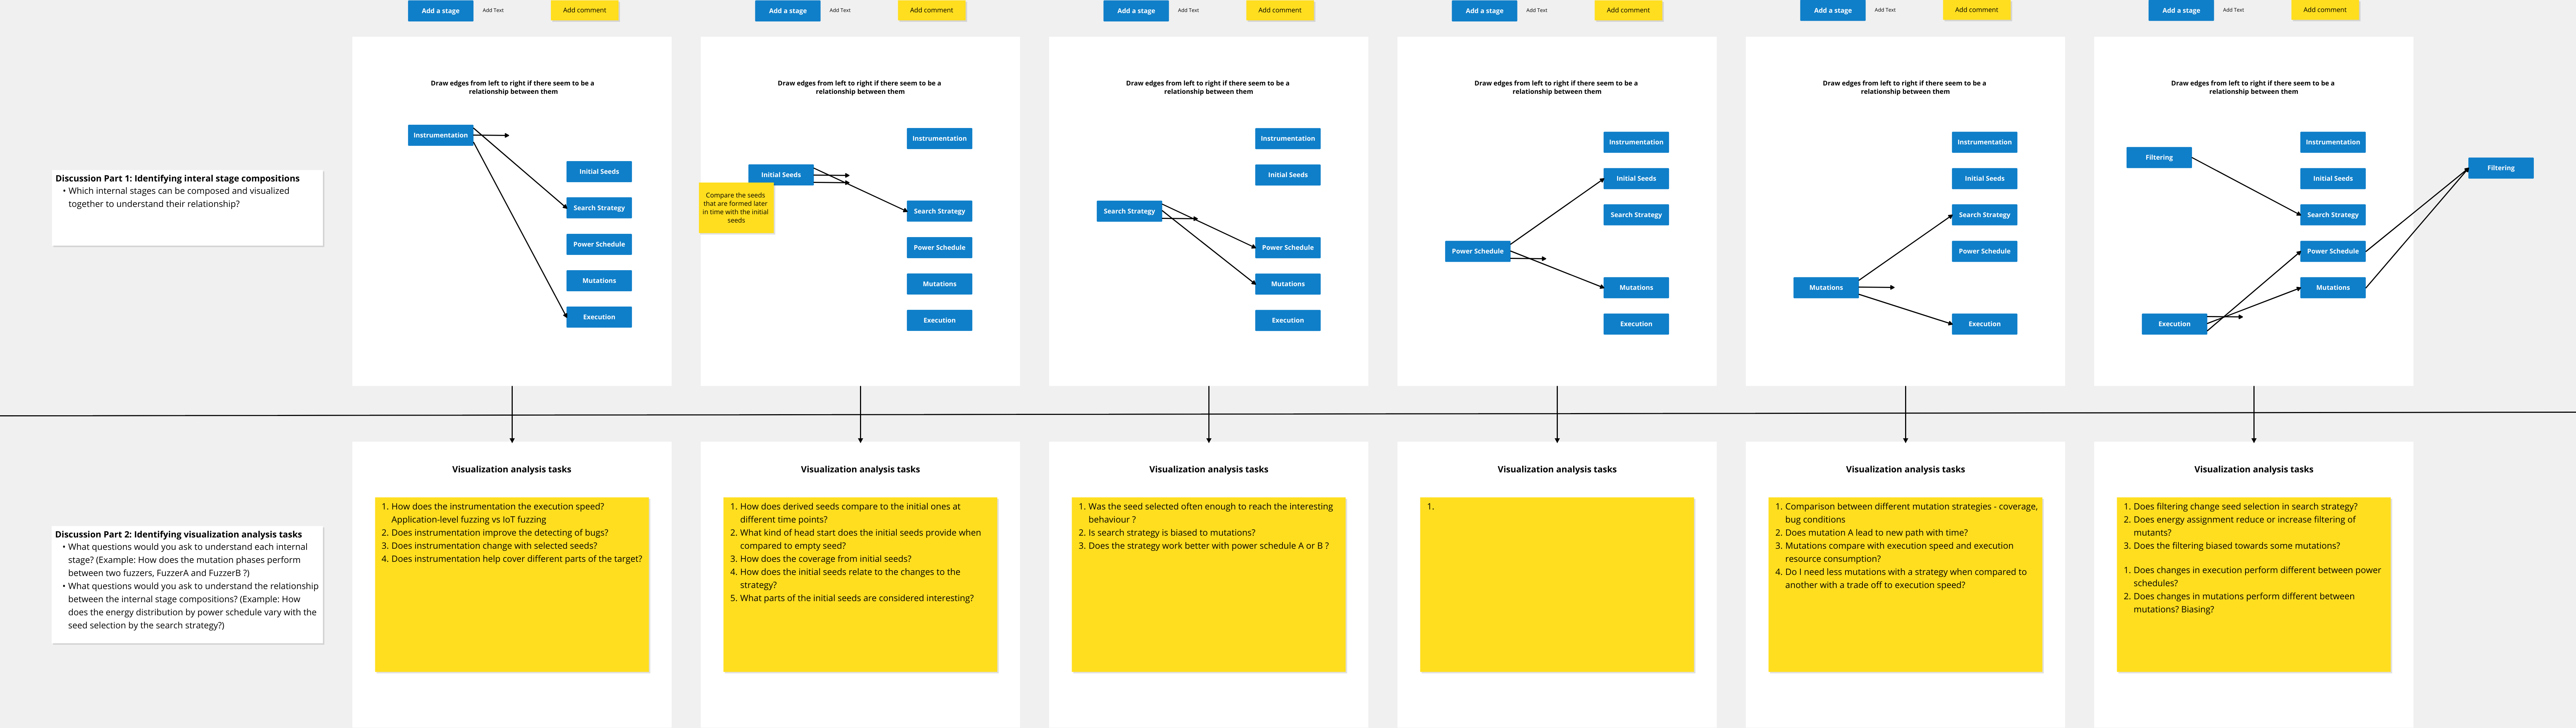 Add a stage
Add Text
Add comment
Add a stage
Add Text
Add comment
Add a stage
Add Text
Add comment
Add a stage
Add Text
Add comment
Add a stage
Add Text
Add comment
Add a stage
Add Text
Add comment
Discussion Part 1: Identifying interal stage compositions
• Which internal stages can be composed and visualized
together to understand their relationship?
Draw edges from left to right if there seem to be a
relationship between them
Instrumentation
Initial Seeds
Search Strategy
Power Schedule
Mutations
Execution
Draw edges from left to right if there seem to be a
relationship between them
Instrumentation
Initial Seeds
Compare the seeds
that are formed later
in time with the initial
seeds
Search Strategy
Power Schedule
Mutations
Execution
Draw edges from left to right if there seem to be a
relationship between them
Instrumentation
Initial Seeds
Search Strategy
Power Schedule
Mutations
Execution
Draw edges from left to right if there seem to be a
relationship between them
Instrumentation
Initial Seeds
Search Strategy
Power Schedule
Mutations
Execution
Draw edges from left to right if there seem to be a
relationship between them
Instrumentation
Initial Seeds
Search Strategy
Power Schedule
Mutations
Execution
Draw edges from left to right if there seem to be a
relationship between them
Instrumentation
Filtering
Filtering
Initial Seeds
Search Strategy
Power Schedule
Mutations
Execution
Discussion Part 2: Identifying visualization analysis tasks
• What questions would you ask to understand each internal
stage? (Example: How does the mutation phases perform
between two fuzzers, FuzzerA and FuzzerB ?)
• What questions would you ask to understand the relationship
between the internal stage compositions? (Example: How
does the energy distribution by power schedule vary with the
seed selection by the search strategy?)
Visualization analysis tasks
1. How does the instrumentation the execution speed?
Application-level fuzzing vs IoT fuzzing
2. Does instrumentation improve the detecting of bugs?
3. Does instrumentation change with selected seeds?
4. Does instrumentation help cover different parts of the target?
Visualization analysis tasks
1. How does derived seeds compare to the initial ones at
different time points?
2. What kind of head start does the initial seeds provide when
compared to empty seed?
3. How does the coverage from initial seeds?
4. How does the initial seeds relate to the changes to the
strategy?
5. What parts of the initial seeds are considered interesting?
Visualization analysis tasks
1. Was the seed selected often enough to reach the interesting
behaviour ?
2. Is search strategy is biased to mutations?
3. Does the strategy work better with power schedule A or B ?
Visualization analysis tasks
1.
Visualization analysis tasks
1. Comparison between different mutation strategies - coverage,
bug conditions
2. Does mutation A lead to new path with time?
3. Mutations compare with execution speed and execution
resource consumption?
4. Do I need less mutations with a strategy when compared to
another with a trade off to execution speed?
Visualization analysis tasks
1. Does filtering change seed selection in search strategy?
2. Does energy assignment reduce or increase filtering of
mutants?
3. Does the filtering biased towards some mutations?
1. Does changes in execution perform different between power
schedules?
2. Does changes in mutations perform different between
mutations? Biasing?